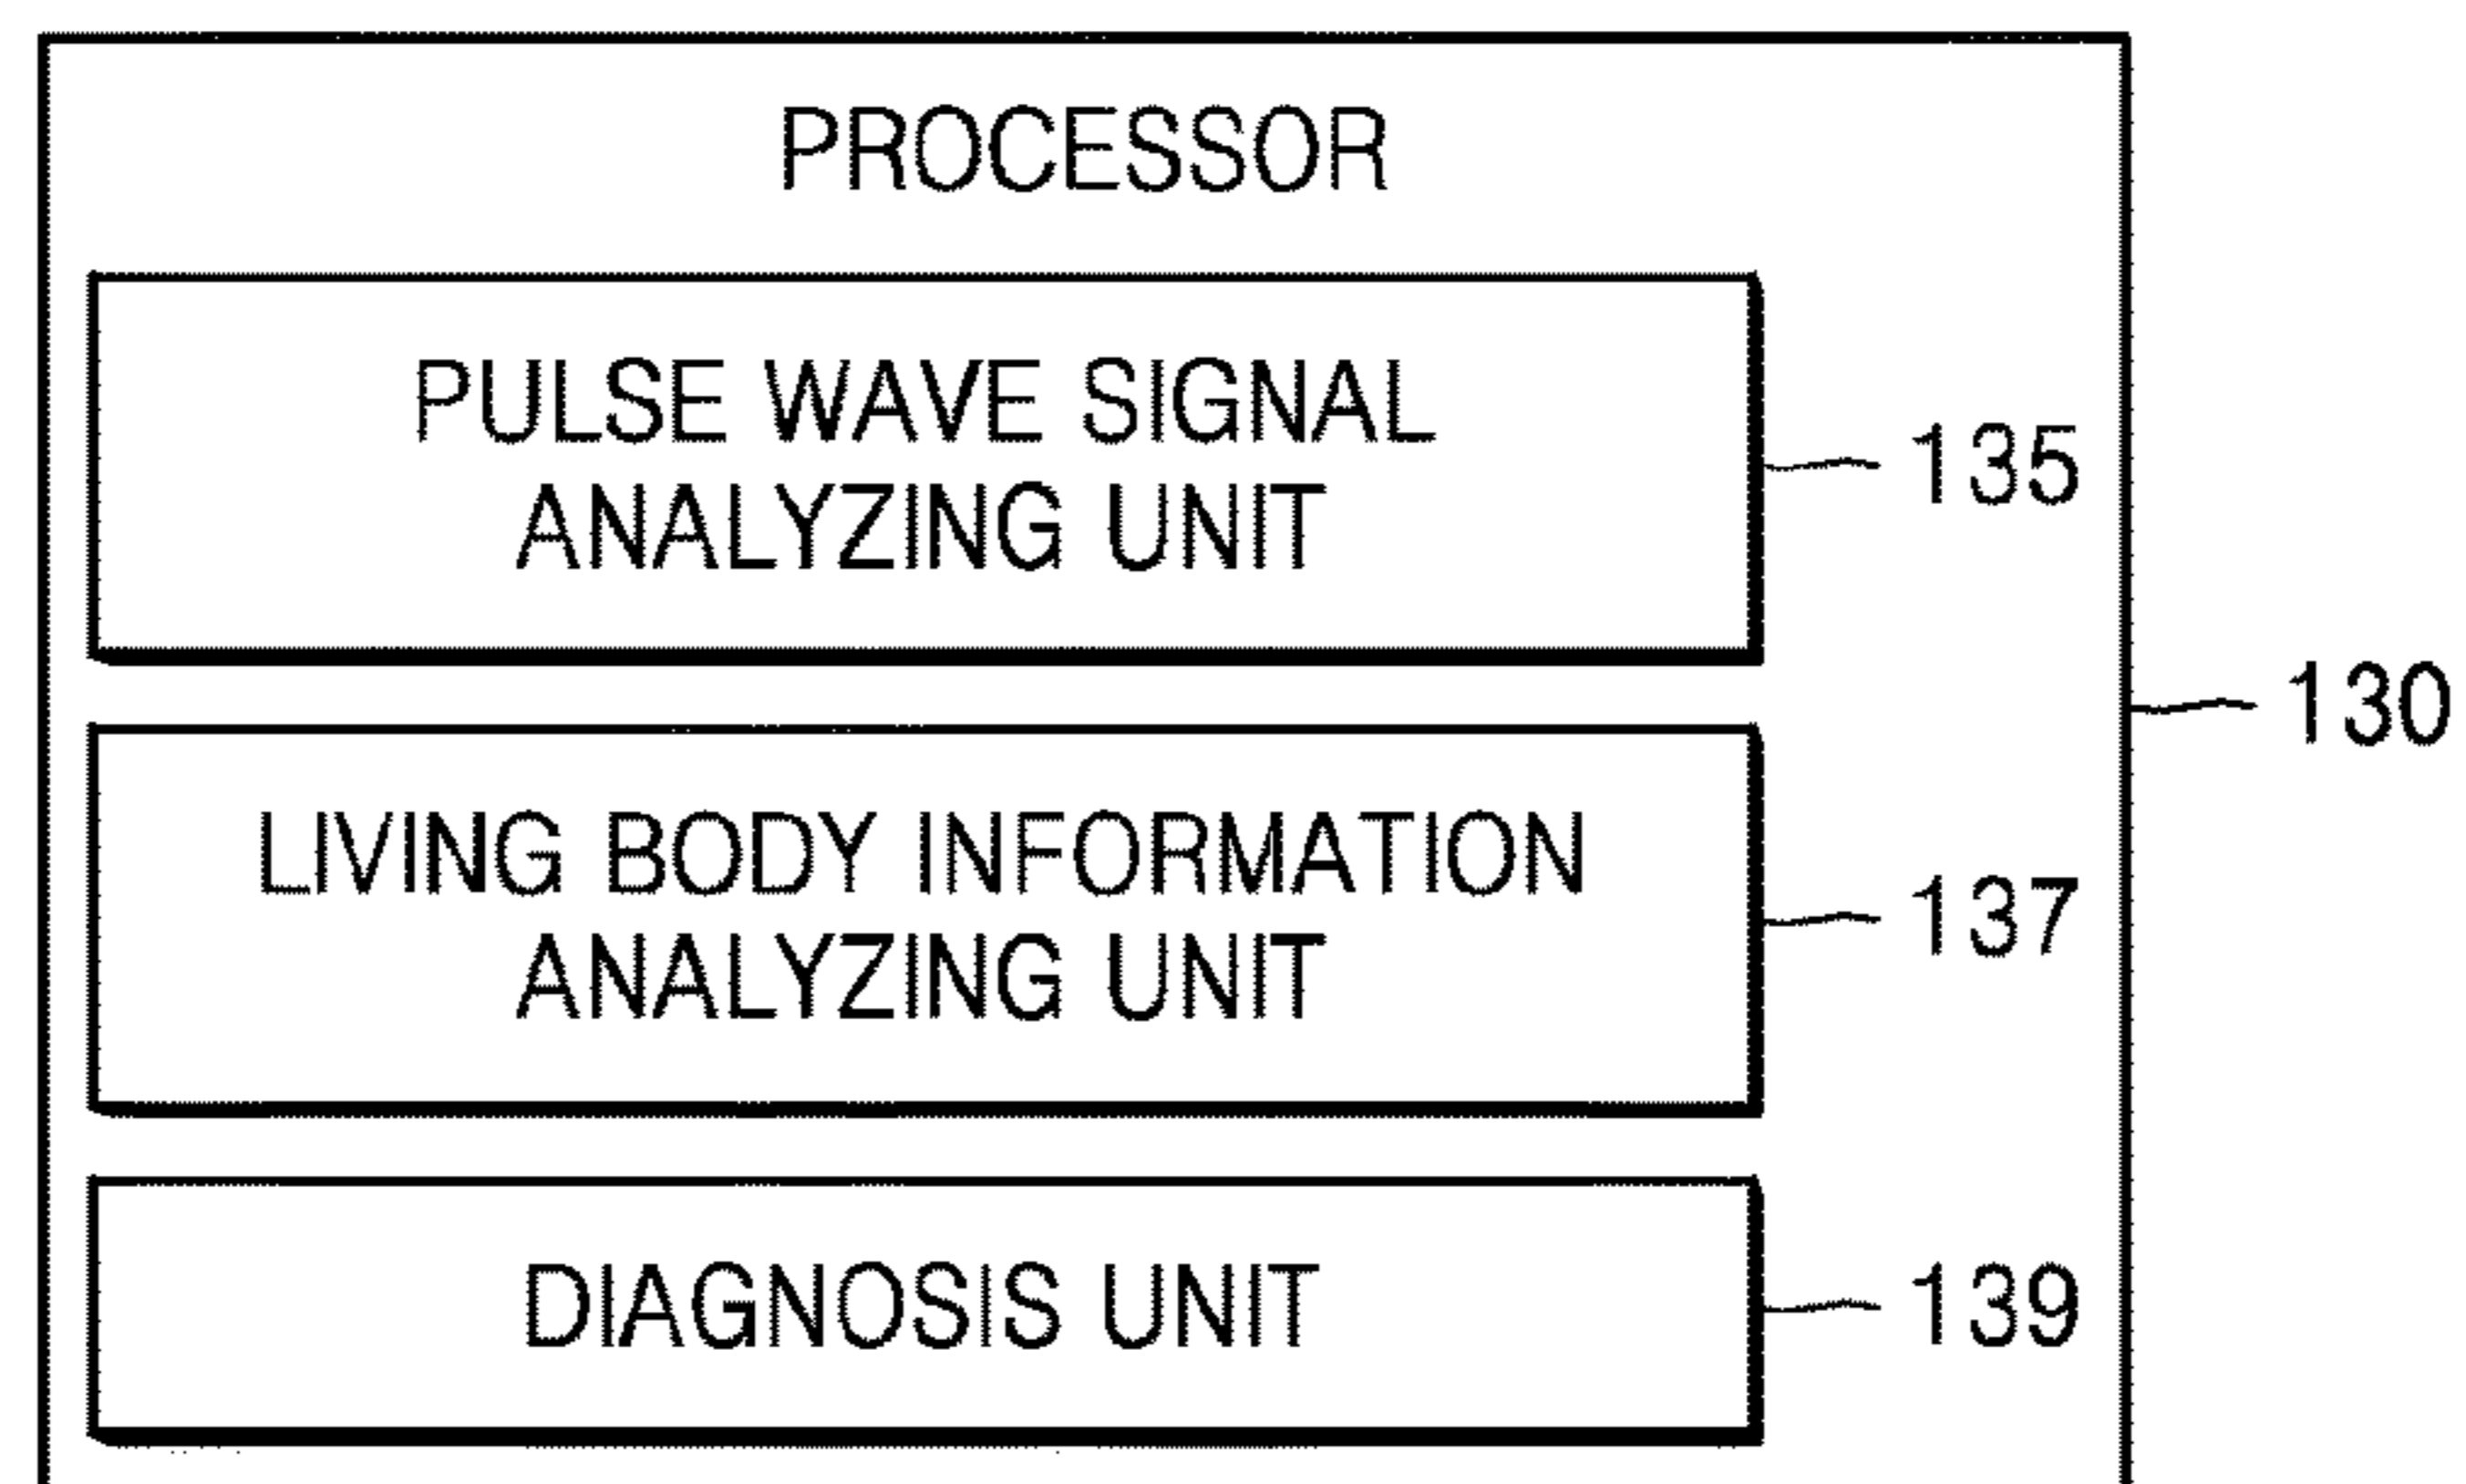 PROCESSOR
PULSE WAVE SIGNAL
ANALYZING UNIT
135
130
LIVING BODY INFORMATION
ANALYZING UNIT
137
DIAGNOSIS UNIT
139